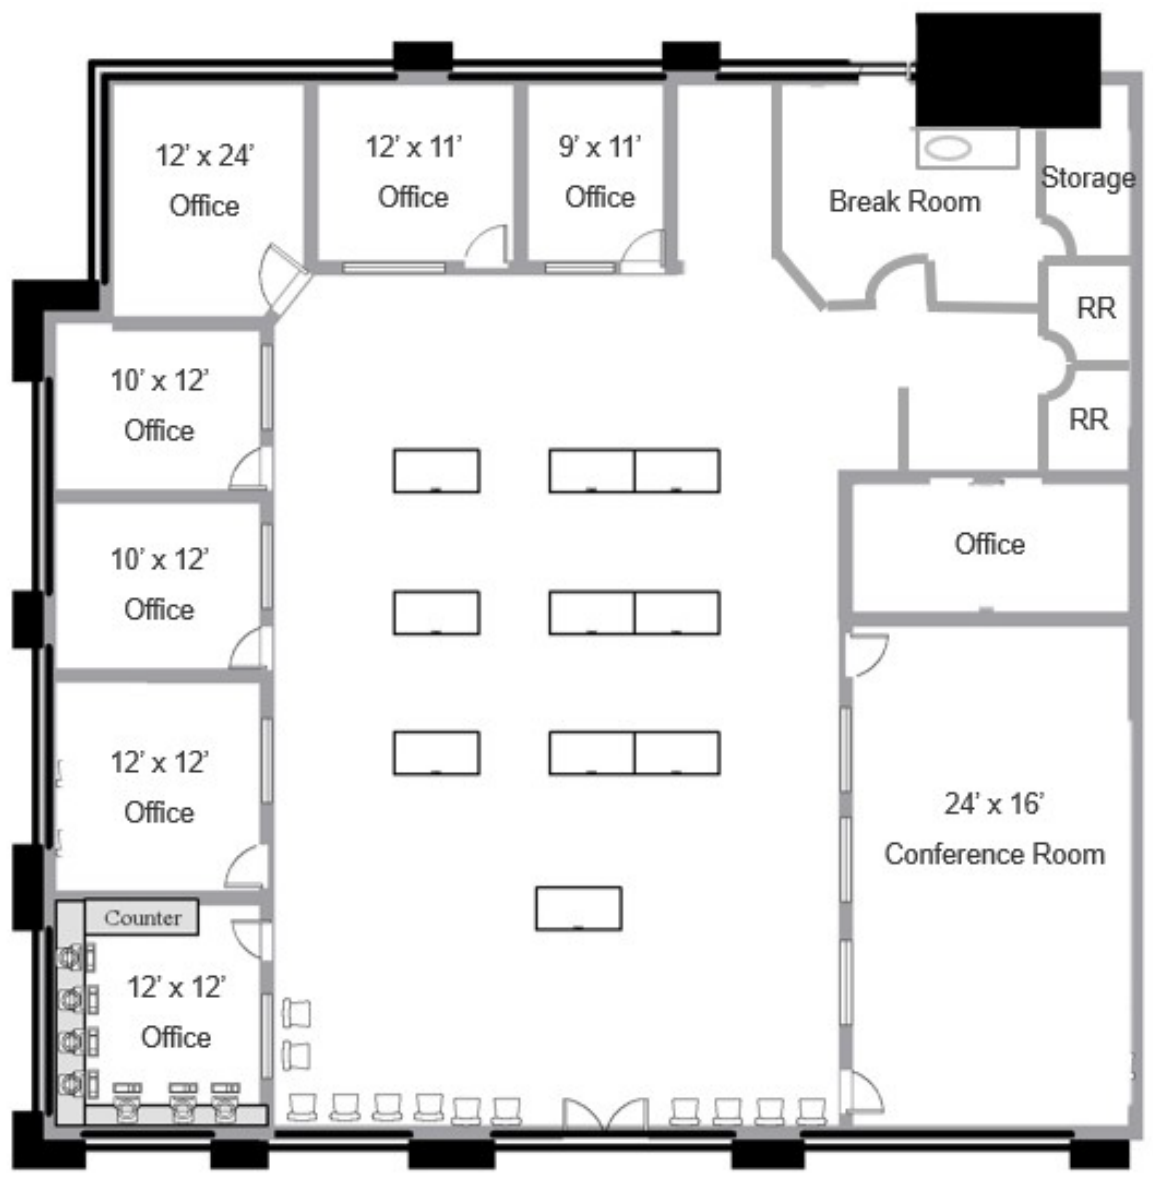 12’ x 24’
Office
12’ x 11’
Office
9’ x 11’
Office
Break Room
Storage
RR
RR
10’ x 12’
Office
10’ x 12’
Office
Office
12’ x 12’
Office
24’ x 16’
Conference Room
Counter
12’ x 12’
Office